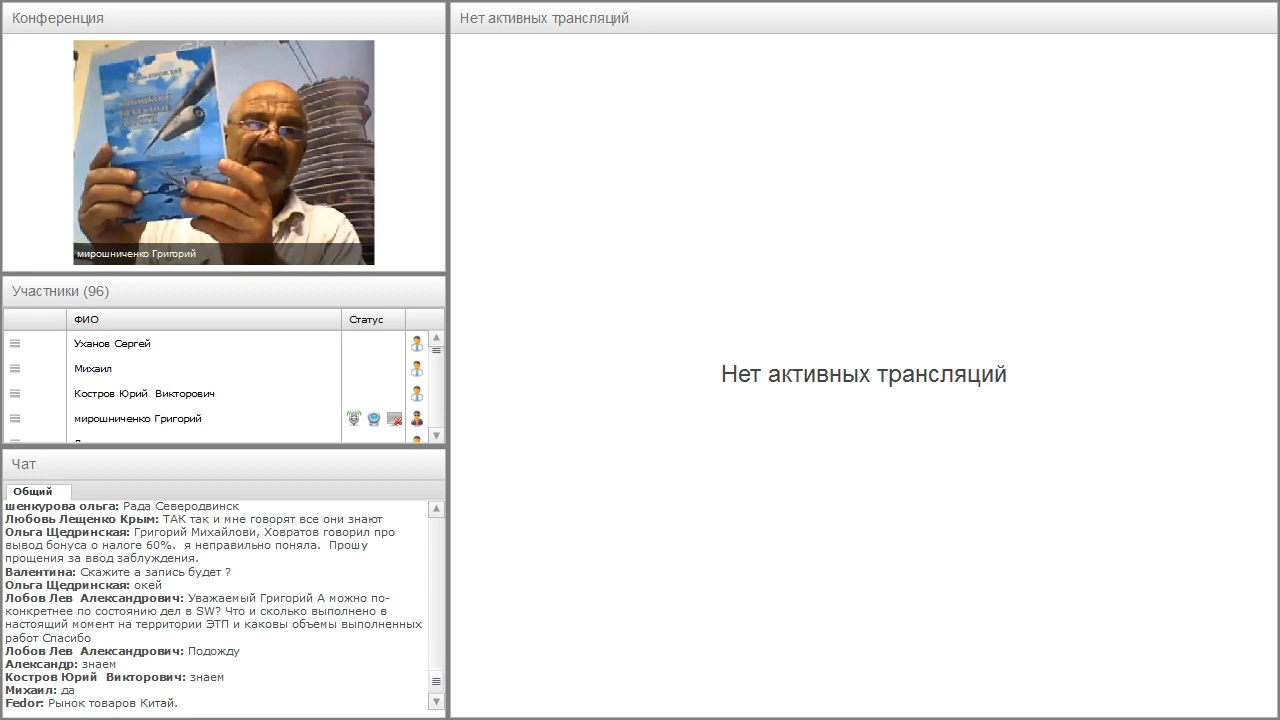 Конференция
мирошниченко Григорий
Участники (96)
ФИО
Статус
Уханов Сергей
Михаил
Костров Юрий Викторович
мирошниченко Григорий
Чат
Общий
шенкурова ольга: Рада Северодвинск
Любовь Лещенко Крым: ТАК так и мне говорят все они знают
Ольга Щедринская: Григорий Михайлови, Ховратов говорил про
вывод бонуса о налоге 60%. я неправильно поняла. Прошу
прощения за ввод заблуждения.
Валентина: Скажите а запись будет ?
Ольга Щедринская: окей
Лобов Лев Александрович: Уважаемый Григорий А можно по-
конкретнее по состоянию дел в SW? Что и сколько выполнено в
настоящий момент на территории ЭТП и каковы объемы выполненных
работ Спасибо
Лобов Лев Александрович: Подожду
Александр: знаем
Костров Юрий Викторович: знаем
Михаил: да
Fedor: Рынок товаров Китай.
Нет активных трансляций
Нет активных трансляций